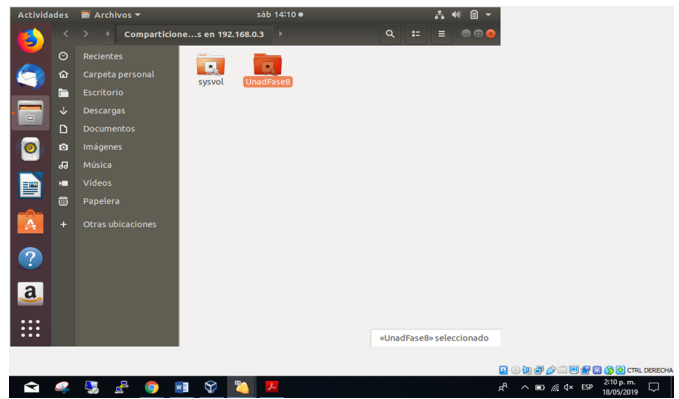 Actividades Archivos sáb 14:10
Comparticione...s en 192.168.0.3
Recientes
Carpeta personal
Escritorio
Descargas
Documentos
Imágenes
Música
Vídeos
Papelera
Otras ubicaciones
sysvol
UnadFase8
«UnadFase8» seleccionado
CTRL DERECHA
ESP
2:10 p. m.
18/05/2019